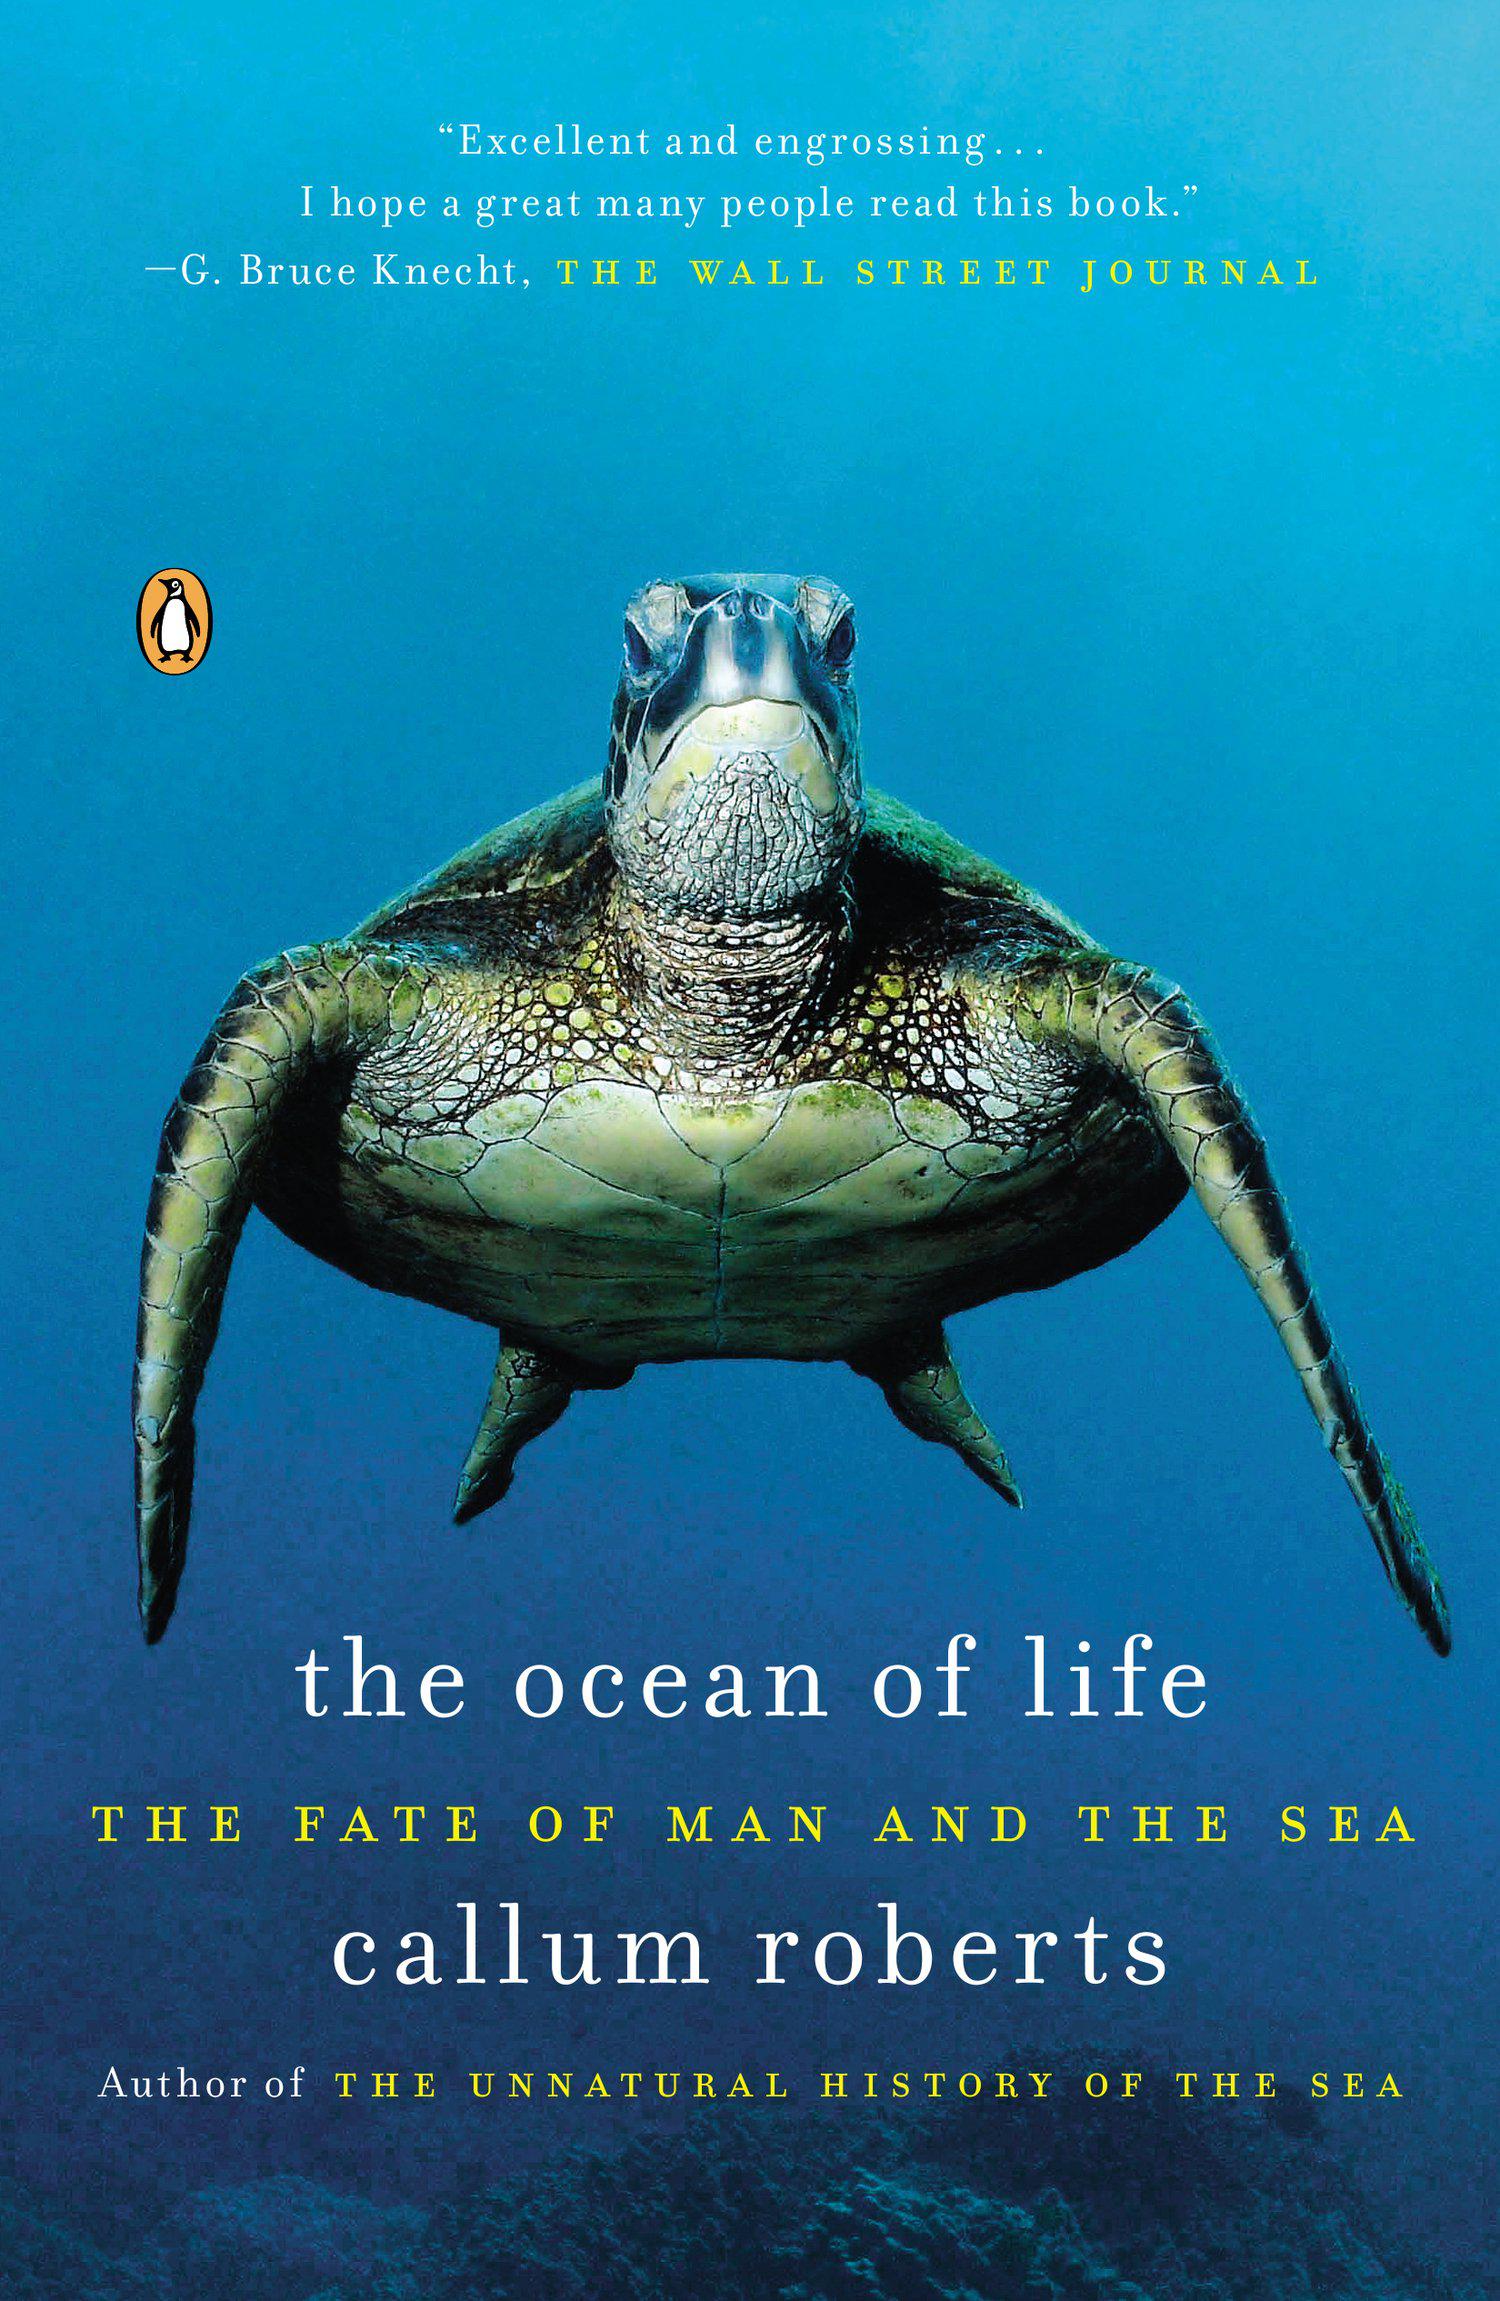 “Excellent and engrossing...
I hope a great many people read this book.”
—G. Bruce Knecht, THE WALL STREET JOURNAL
the ocean of life
THE FATE OF MAN AND THE SEA
callum roberts
Author of THE UNNATURAL HISTORY OF THE SEA